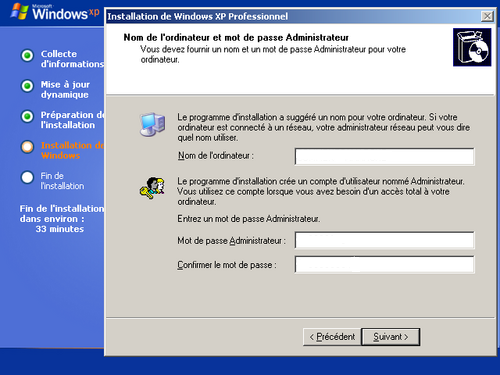 Microsoft
Windows xp
Collecte
d'informations
Mise à jour
dynamique
Préparation de
l'installation
Installation de
Windows
Fin de
l'installation
Fin de l'installation
dans environ :
33 minutes
Installation de Windows XP Professionnel
Nom de l'ordinateur et mot de passe Administrateur
Vous devez fournir un nom et un mot de passe Administrateur pour votre
ordinateur.
Le programme d'installation a suggéré un nom pour votre ordinateur. Si votre
ordinateur est connecté à un réseau, votre administrateur réseau peut vous dire
quel nom utiliser.
Nom de l'ordinateur :
Le programme d'installation crée un compte d'utilisateur nommé Administrateur.
Vous utilisez ce compte lorsque vous avez besoin d'un accès total à votre
ordinateur.
Entrez un mot de passe Administrateur.
Mot de passe Administrateur :
Confirmer le mot de passe :
< Précédent
Suivant >